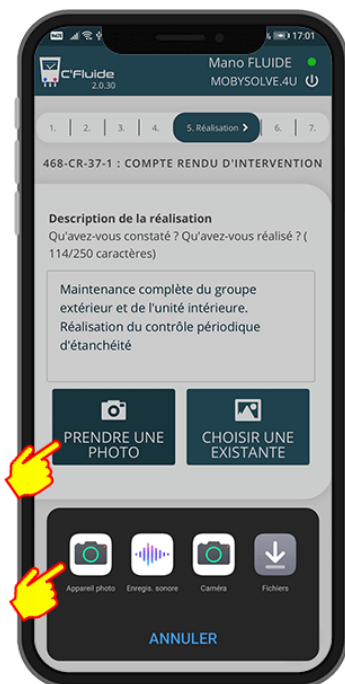 17:01
C'Fluide
2.0.30
Mano FLUIDE
MOBYSOLVE.4U
1. 2. 3. 4. 5. Réalisation 6. 7.
468-CR-37-1 : COMPTE RENDU D'INTERVENTION
Description de la réalisation
Qu'avez-vous constaté ? Qu'avez-vous réalisé ? (
114/250 caractères)
Maintenance complète du groupe
extérieur et de l'unité intérieure.
Réalisation du contrôle périodique
d'étanchéité
PRENDRE UNE
PHOTO
CHOISIR UNE
EXISTANTE
Appareil photo Enregis. sonore Caméra Fichiers
ANNULER